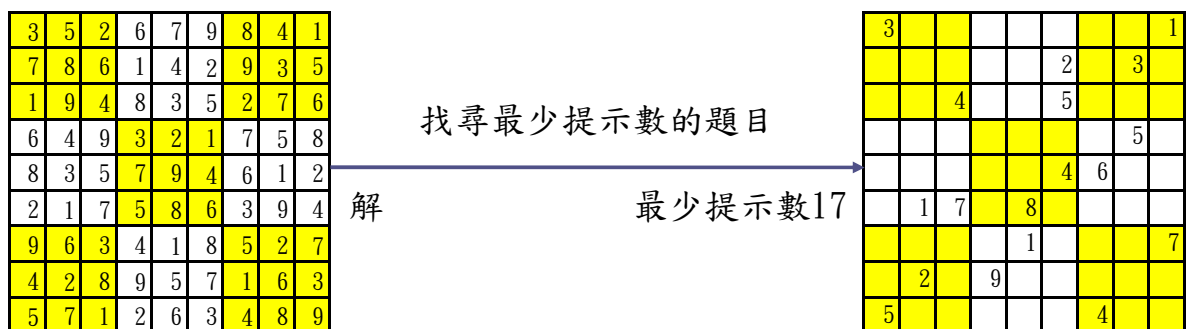 3 5 2 6 7 9 8 4 1
7 8 6 1 4 2 9 3 5
1 9 4 8 3 5 2 7 6
6 4 9 3 2 1 7 5 8
8 3 5 7 9 4 6 1 2
2 1 7 5 8 6 3 9 4
9 6 3 4 1 8 5 2 7
4 2 8 9 5 7 1 6 3
5 7 1 2 6 3 4 8 9
找尋最少提示數的題目
解
最少提示數17
3 1
2 3
4 5
5
4 6
1 7 8
1 7
2 9
5 4